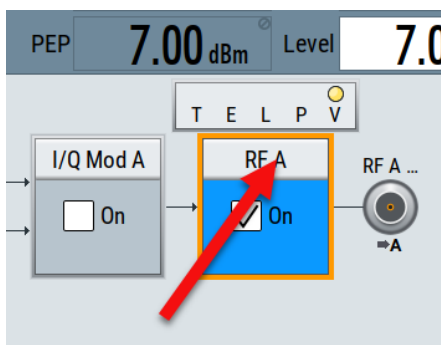 PEP 7.00 dBm Level 7.0
T E L P V
I/Q Mod A
RF A
RF A ...
On
On
A